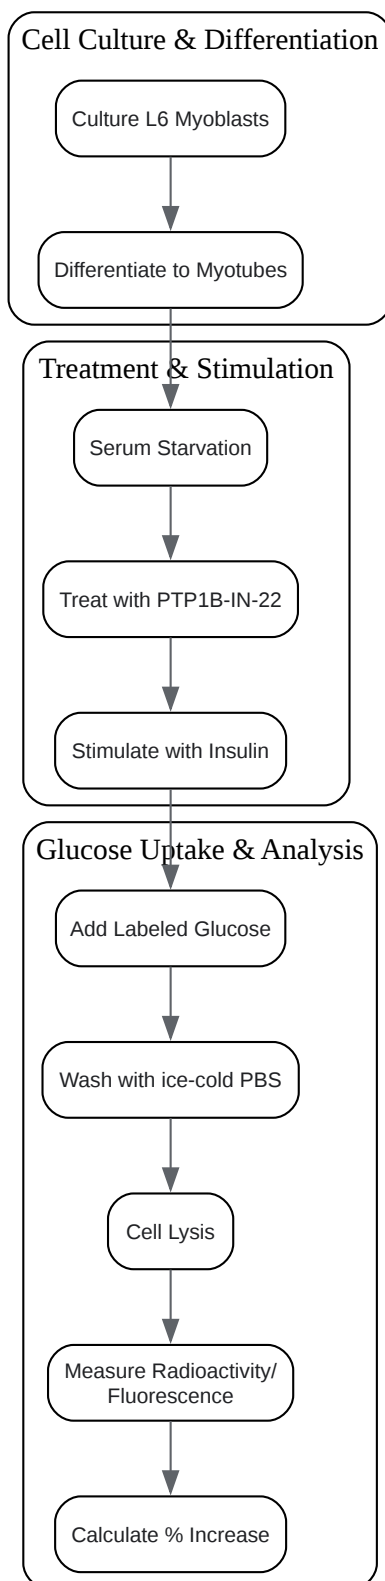 Cell Culture & Differentiation
Culture L6 Myoblasts
Differentiate to Myotubes
Treatment & Stimulation
Serum Starvation
Treat with PTP1B-IN-22
Stimulate with Insulin
Glucose Uptake & Analysis
Add Labeled Glucose
Wash with ice-cold PBS
Cell Lysis
Measure Radioactivity/
Fluorescence
Calculate % Increase